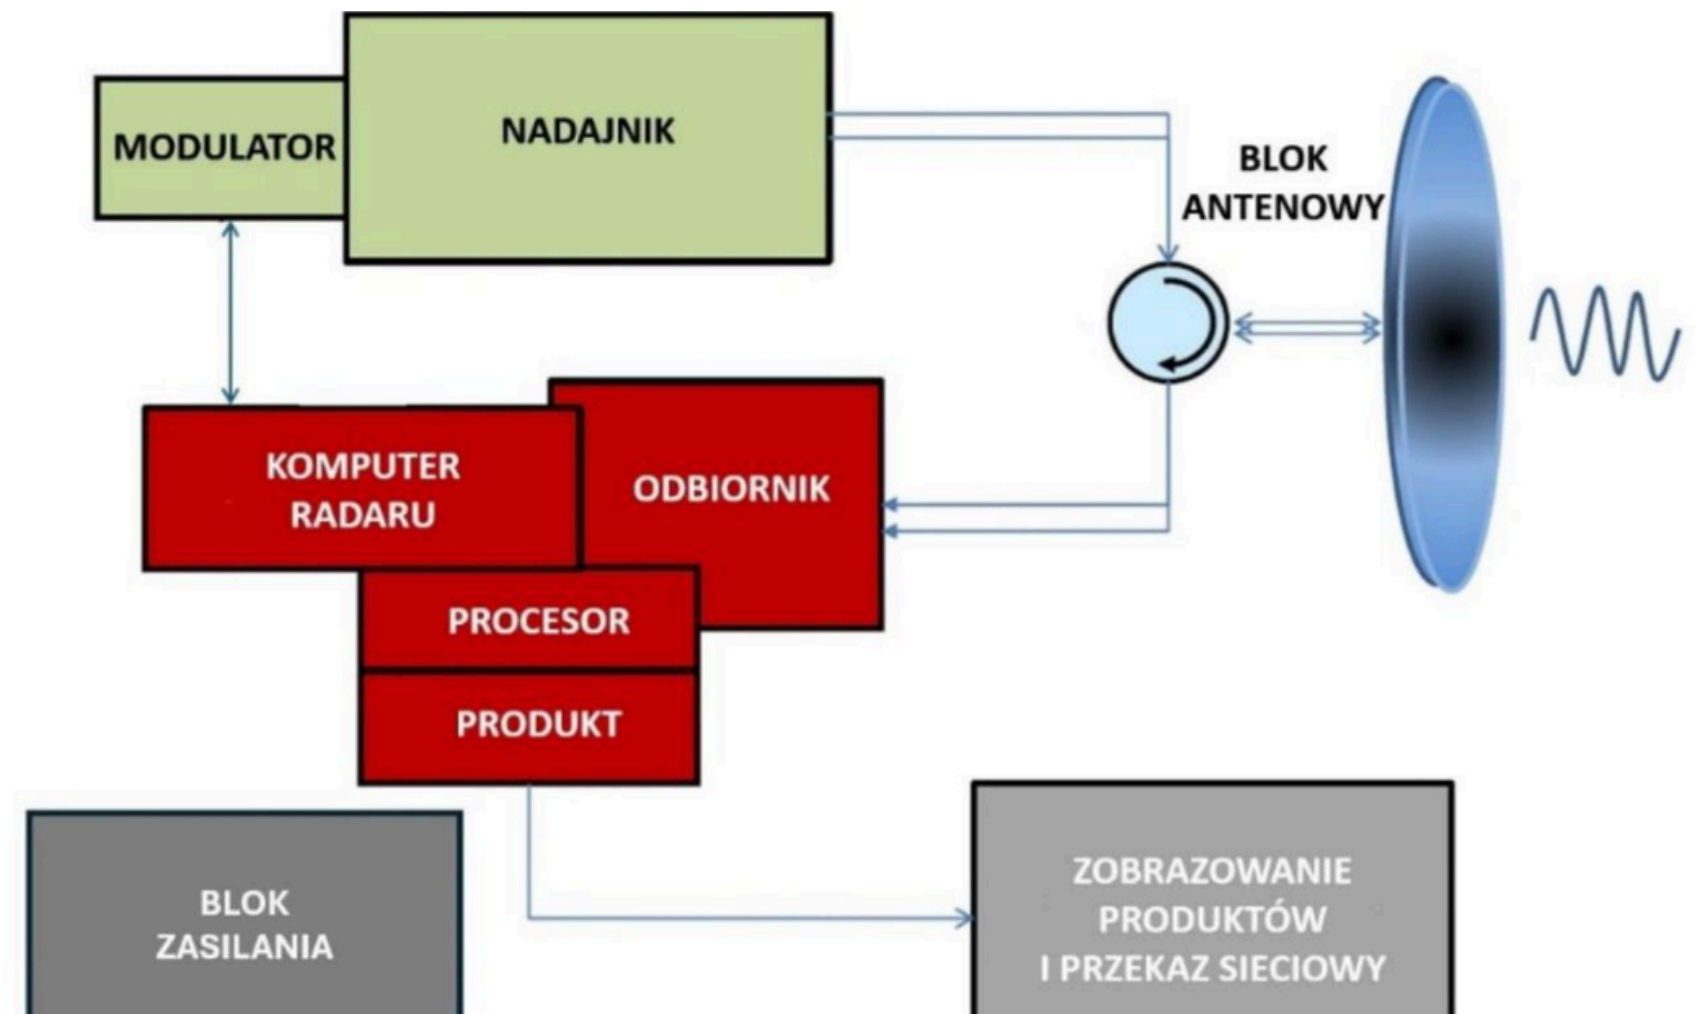 MODULATOR
NADAJNIK
BLOK
ANTENOWY
KOMPUTER
RADARU
ODBIORNIK
PROCESOR
PRODUKT
BLOK
ZASILANIA
ZOBRAZOWANIE
PRODUKTÓW
I PRZEKAZ SIECIOWY